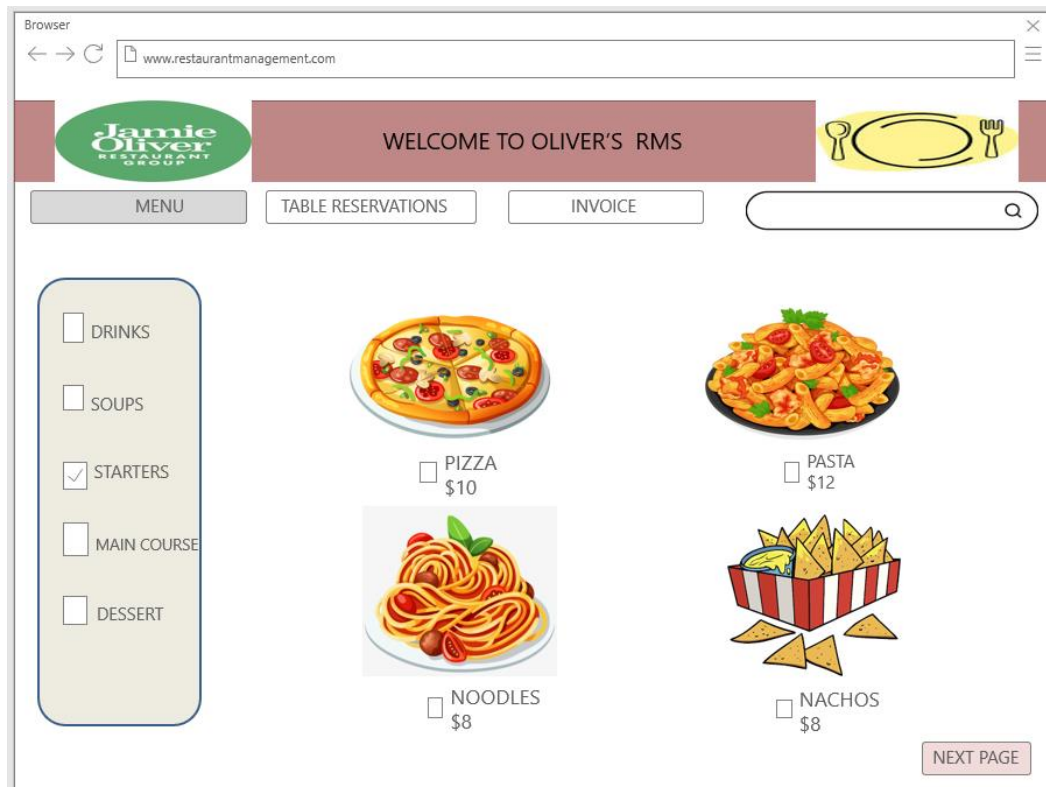 Browser
www.restaurantmanagement.com
Jamie
Oliver
RESTAURANT
GROUP
WELCOME TO OLIVER'S  RMS
MENU
TABLE RESERVATIONS
INVOICE
DRINKS
SOUPS
STARTERS
MAIN COURSE
DESSERT
PIZZA
$10
PASTA
$12
NOODLES
$8
NACHOS
$8
NEXT PAGE